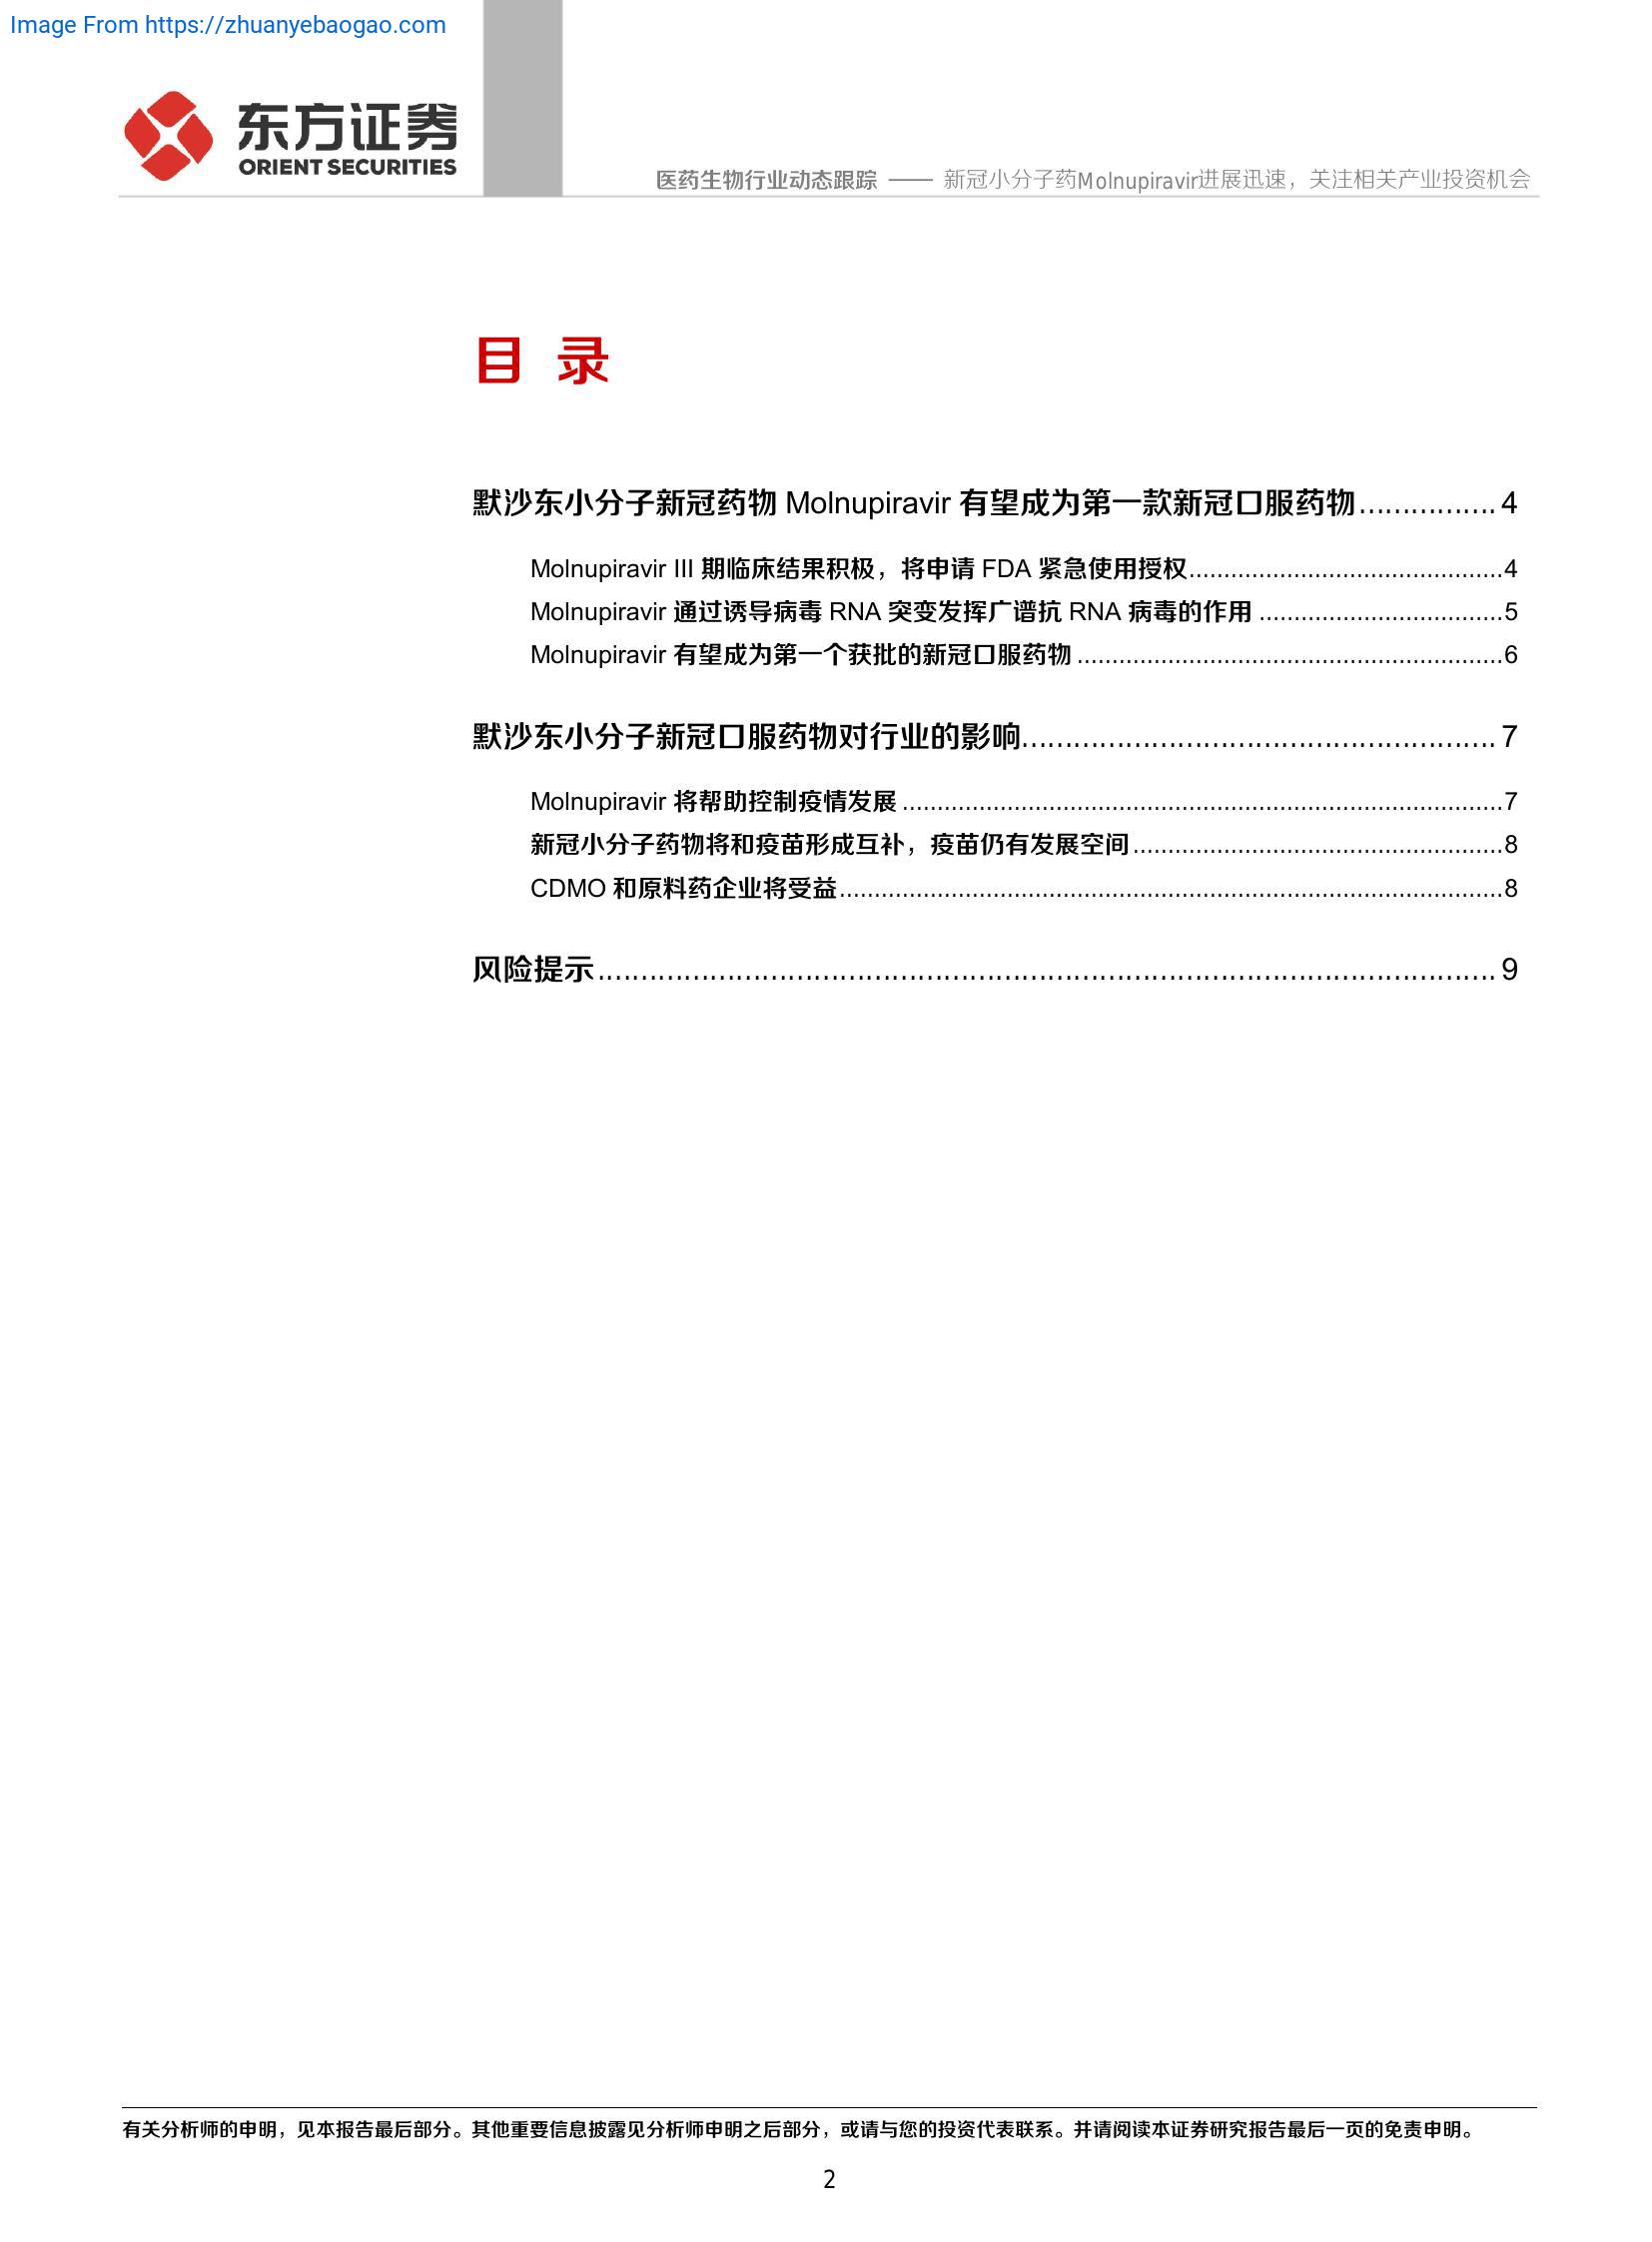 Image From https://zhuanyebaogao.com
东方证券
ORIENT SECURITIES
医药生物行业动态跟踪 —— 新冠小分子药Molnupiravir进展迅速，关注相关产业投资机会
目 录
默沙东小分子新冠药物 Molnupiravir 有望成为第一款新冠口服药物................ 4
Molnupiravir III 期临床结果积极，将申请 FDA 紧急使用授权.............................................4
Molnupiravir 通过诱导病毒 RNA 突变发挥广谱抗 RNA 病毒的作用 ...................................5
Molnupiravir 有望成为第一个获批的新冠口服药物 .............................................................6
默沙东小分子新冠口服药物对行业的影响....................................................... 7
Molnupiravir 将帮助控制疫情发展 ......................................................................................7
新冠小分子药物将和疫苗形成互补，疫苗仍有发展空间.....................................................8
CDMO 和原料药企业将受益...............................................................................................8
风险提示........................................................................................................ 9
有关分析师的申明，见本报告最后部分。其他重要信息披露见分析师申明之后部分，或请与您的投资代表联系。并请阅读本证券研究报告最后一页的免责申明。
2